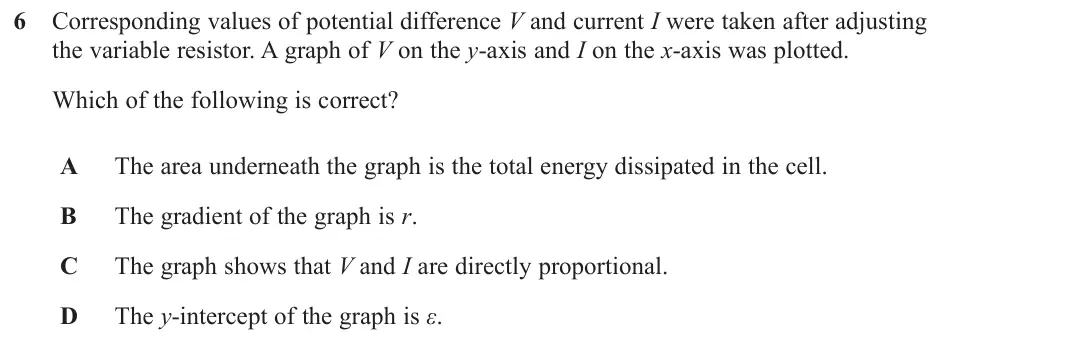 6 Corresponding values of potential difference V and current I were taken after adjusting
the variable resistor. A graph of V on the y-axis and I on the x-axis was plotted.
Which of the following is correct?
A The area underneath the graph is the total energy dissipated in the cell.
B The gradient of the graph is r.
C The graph shows that V and I are directly proportional.
D The y-intercept of the graph is ε.